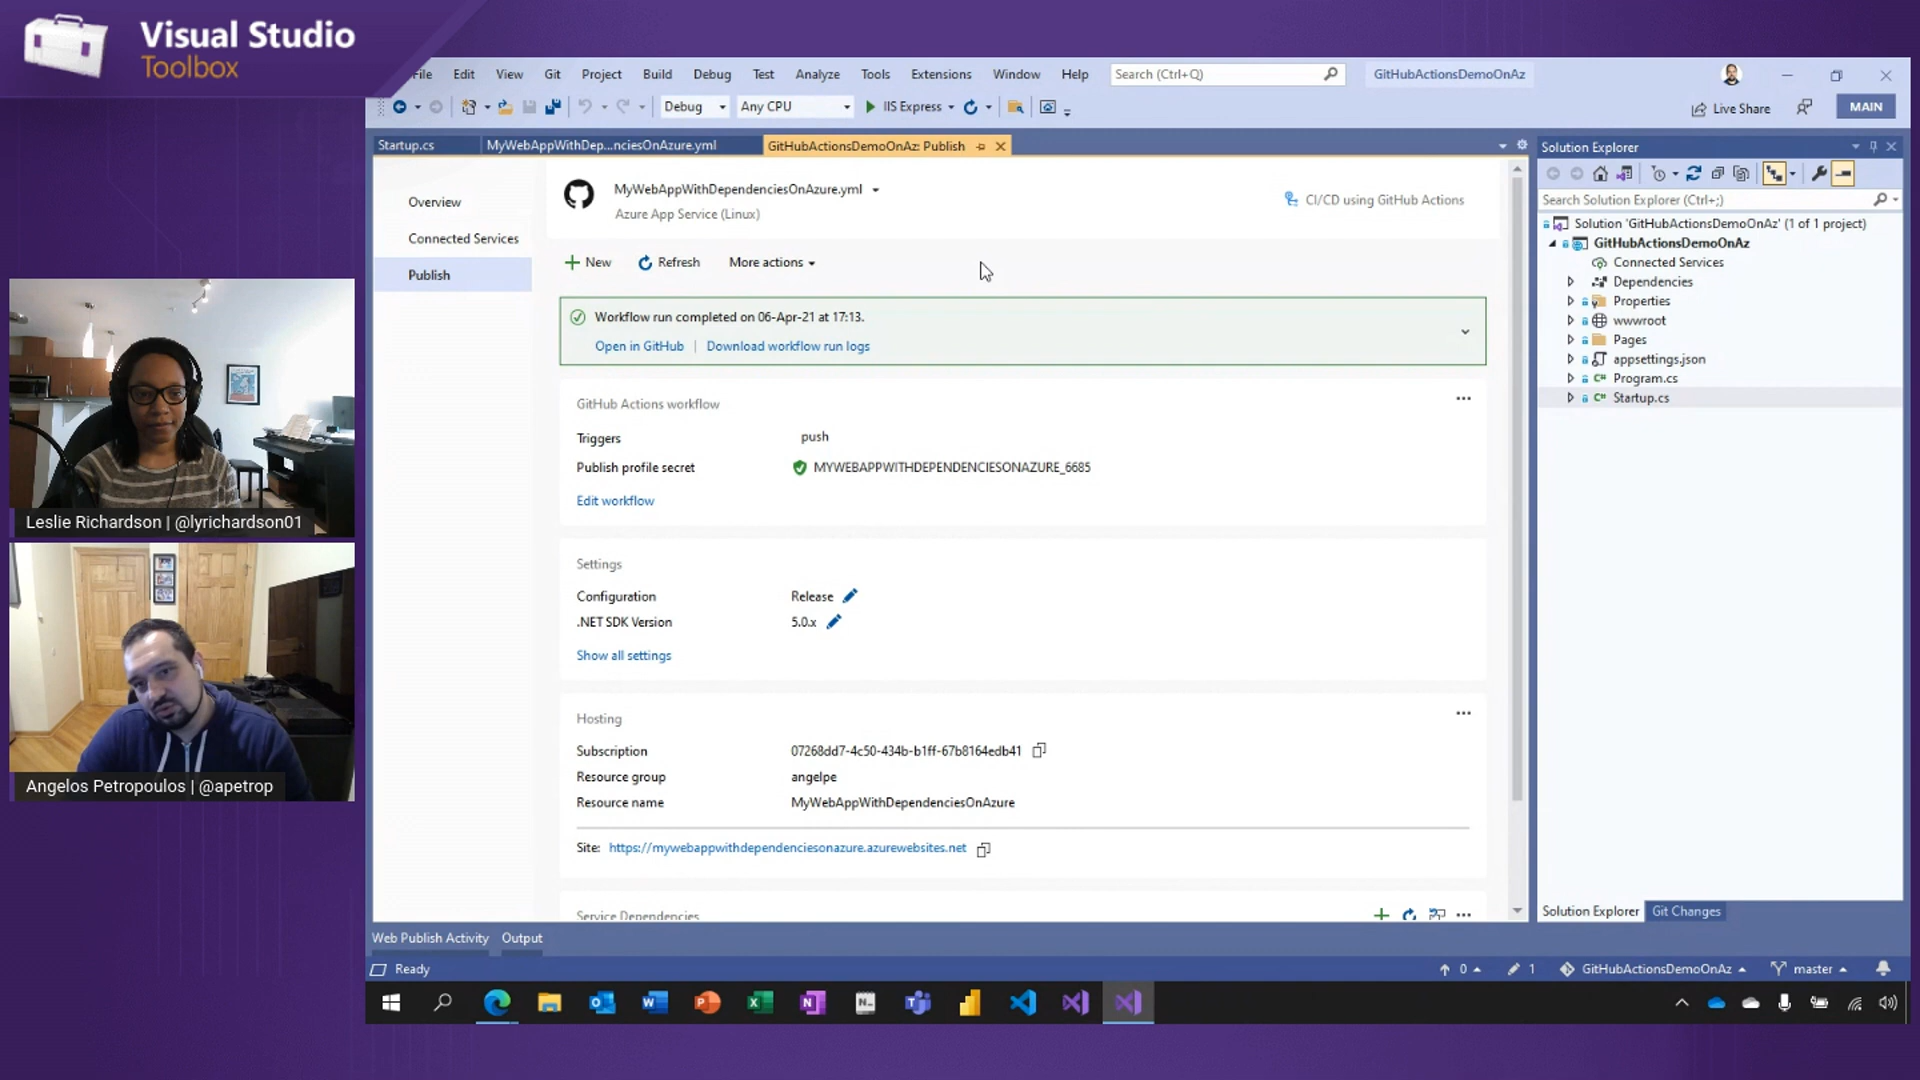 Visual Studio
Toolbox
File Edit View Git Project Build Debug Test Analyze Tools Extensions Window Help Search (Ctrl+Q) GitHubActionsDemoOnAz
Debug Any CPU IIS Express Live Share MAIN
Startup.cs MyWebAppWithDep...nciesOnAzure.yml GitHubActionsDemoOnAz: Publish
Overview
Connected Services
Publish
MyWebAppWithDependenciesOnAzure.yml
Azure App Service (Linux)
CI/CD using GitHub Actions
New Refresh More actions
Workflow run completed on 06-Apr-21 at 17:13.
Open in GitHub | Download workflow run logs
GitHub Actions workflow
Triggers push
Publish profile secret MYWEBAPPWITHDEPENDENCIESONAZURE_6685
Edit workflow
Settings
Configuration Release
.NET SDK Version 5.0.x
Show all settings
Hosting
Subscription 07268dd7-4c50-434b-b1ff-67b8164edb41
Resource group angelpe
Resource name MyWebAppWithDependenciesOnAzure
Site: https://mywebappwithdependenciesonazure.azurewebsites.net
Service Dependencies
Solution Explorer
Search Solution Explorer (Ctrl+;)
Solution 'GitHubActionsDemoOnAz' (1 of 1 project)
GitHubActionsDemoOnAz
Connected Services
Dependencies
Properties
wwwroot
Pages
appsettings.json
C# Program.cs
C# Startup.cs
Solution Explorer Git Changes
Web Publish Activity Output
Ready 0 1 GitHubActionsDemoOnAz master
Leslie Richardson | @lyrichardson01
Angelos Petropoulos | @apetrop